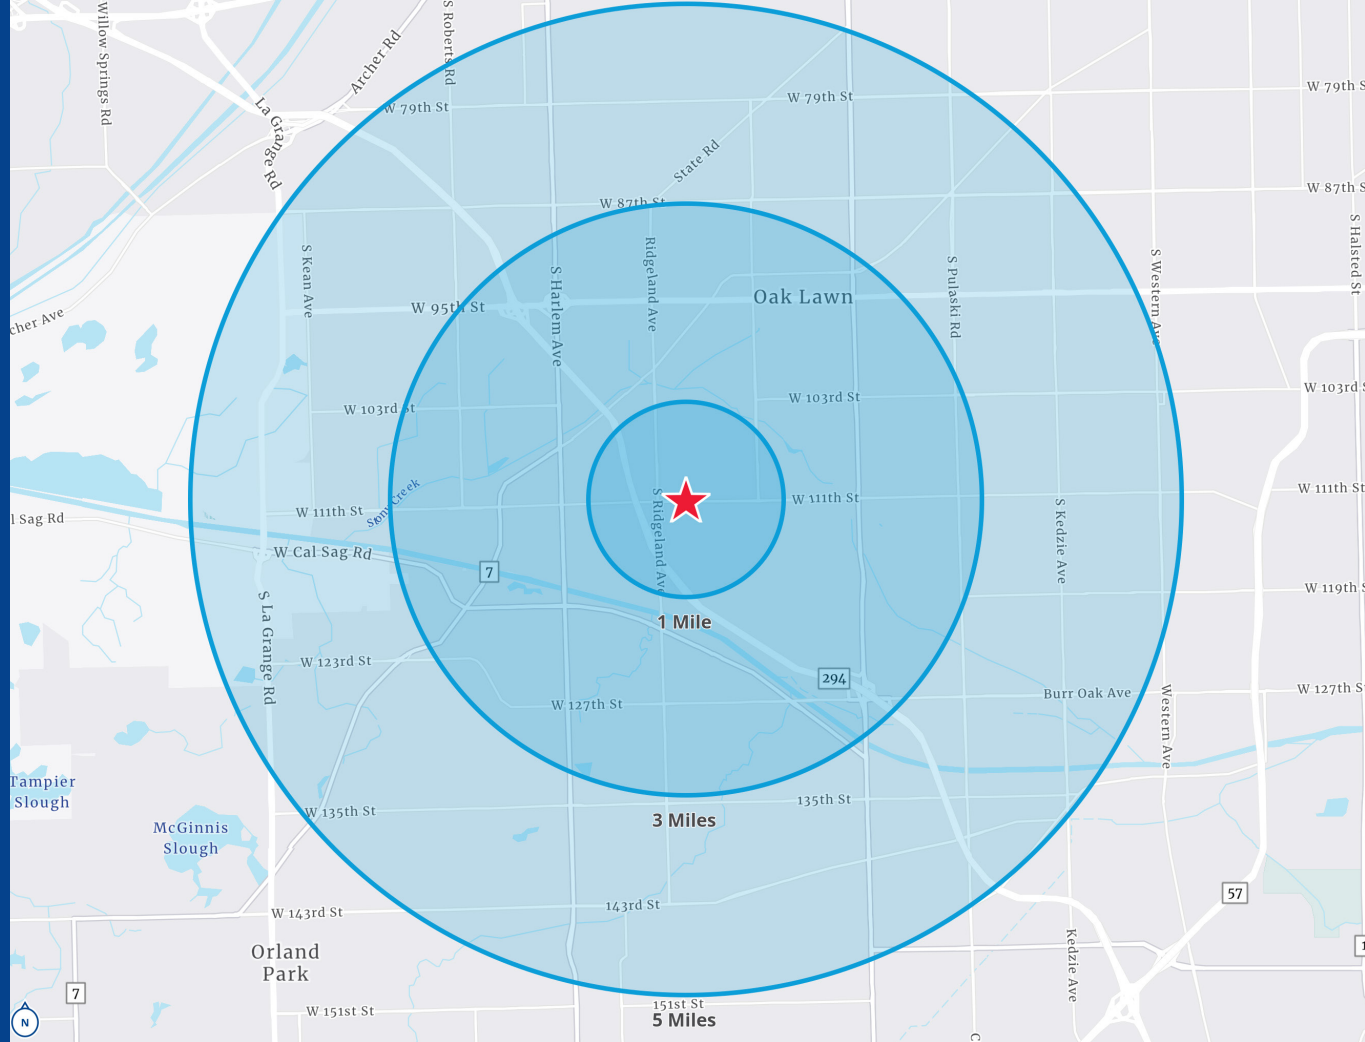 Willow Springs Rd
S Roberts Rd
Archer Rd
La Grange Rd
W 79th St
W 79th St
W 79th S
State Rd
W 87th St
W 87th S
S Halsted St
S Kean Ave
S Harlem Ave
Ridgeland Ave
Oak Lawn
S Pulaski Rd
S Western Ave
W 95th St
cher Ave
W 103rd St
W 103rd St
W 103rd S
Stony Creek
W 111th St
S Ridgeland Ave
W 111th St
W 111th St
l Sag Rd
W Cal Sag Rd
7
S Kedzie Ave
W 119th S
S La Grange Rd
1 Mile
W 123rd St
294
W 127th St
Burr Oak Ave
W 127th S
Western Ave
Tampier
Slough
McGinnis
Slough
W 135th St
135th St
3 Miles
W 143rd St
143rd St
57
Orland
Park
Kedzie Ave
1
7
W 151st St
151st St
5 Miles
N
C